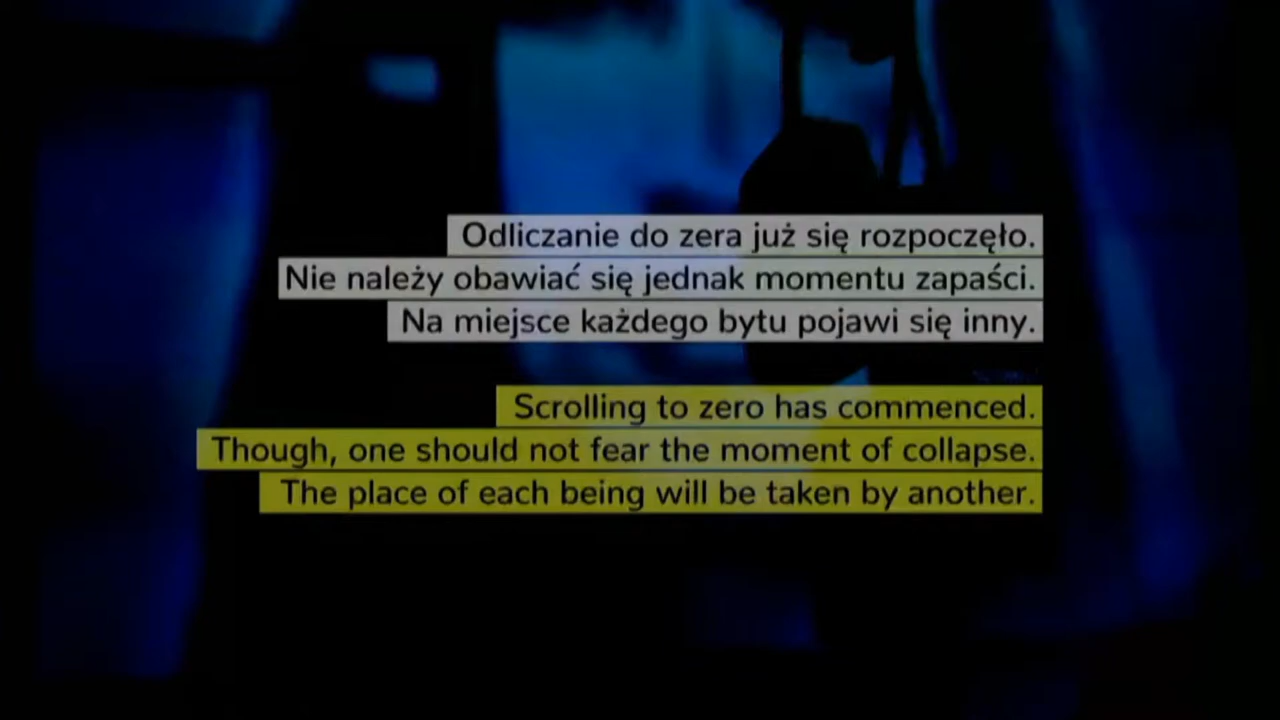 Odliczanie do zera już się rozpoczęło.
Nie należy obawiać się jednak momentu zapaści.
Na miejsce każdego bytu pojawi się inny.
Scrolling to zero has commenced.
Though, one should not fear the moment of collapse.
The place of each being will be taken by another.